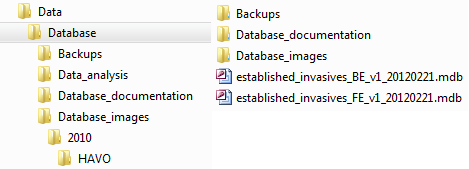 Data
Database
Backups
Data_analysis
Database_documentation
Database_images
2010
HAVO
Backups
Database_documentation
Database_images
established_invasives_BE_v1_20120221.mdb
established_invasives_FE_v1_20120221.mdb